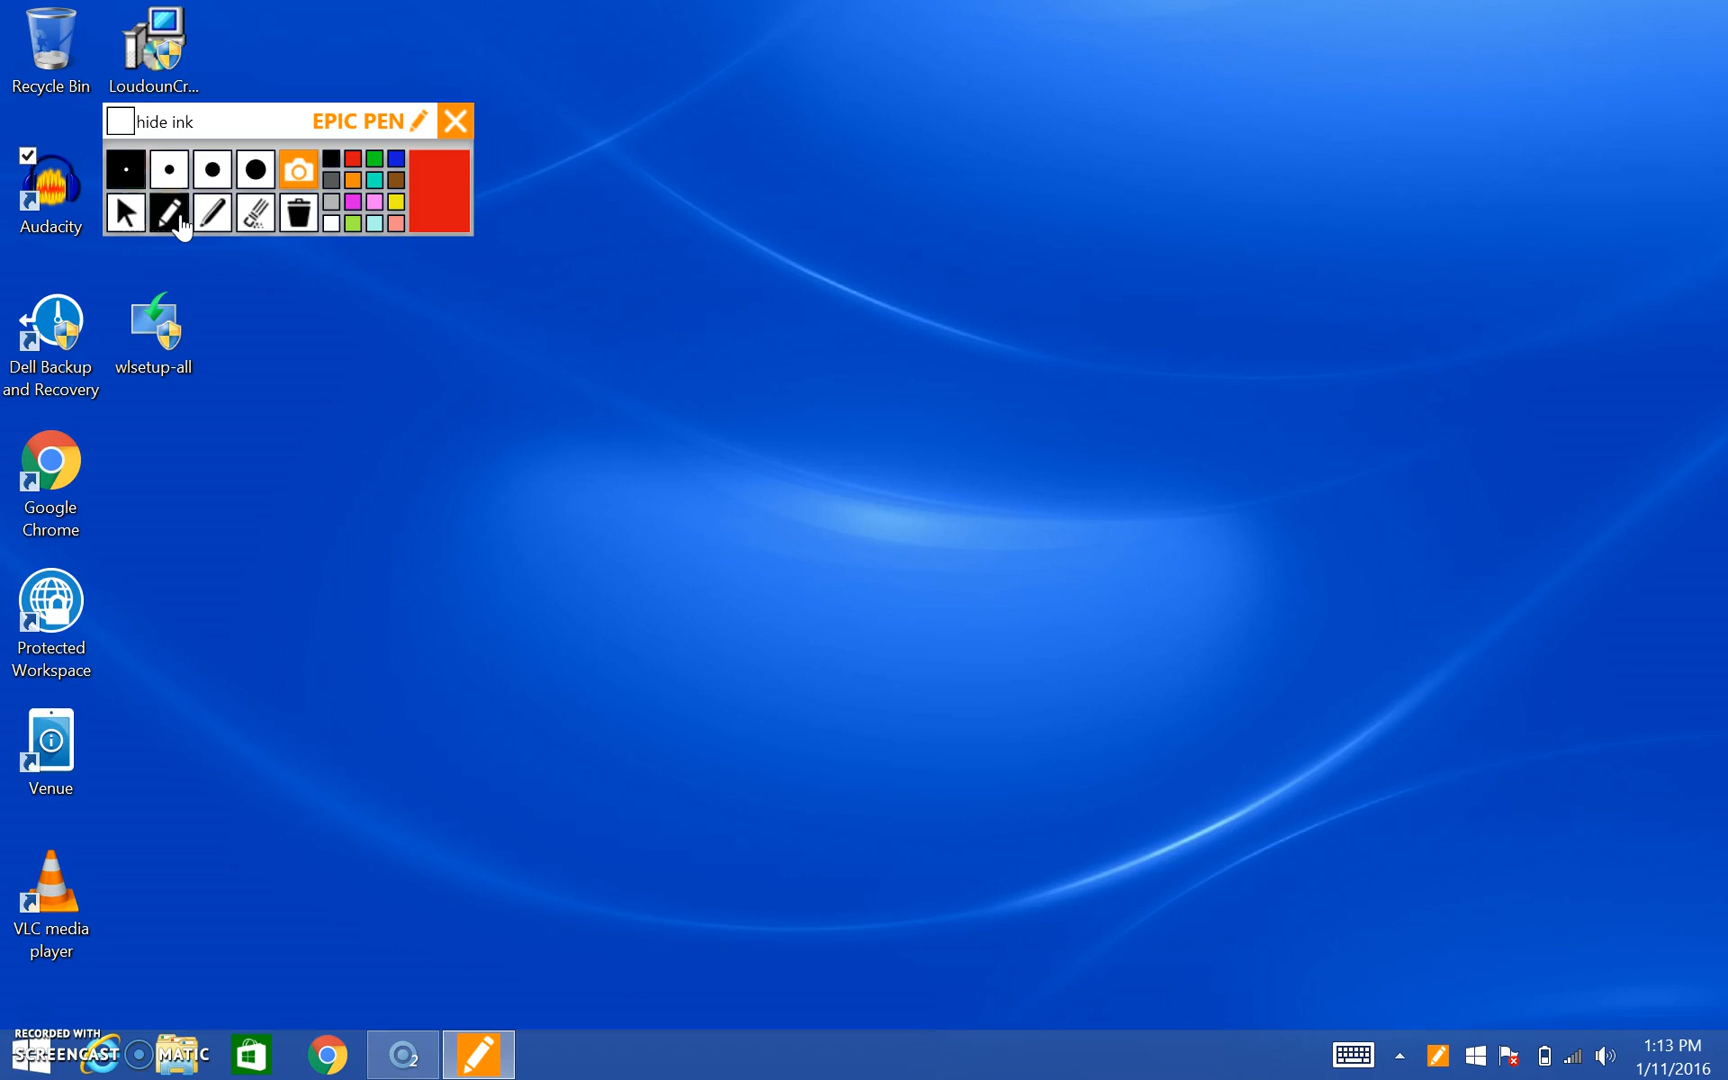 Recycle Bin
LoudounCr...
hide ink
EPIC PEN
Audacity
Dell Backup
and Recovery
wlsetup-all
Google
Chrome
Protected
Workspace
Venue
VLC media
player
RECORDED WITH
SCREENCAST MATIC
2
1:13 PM
1/11/2016